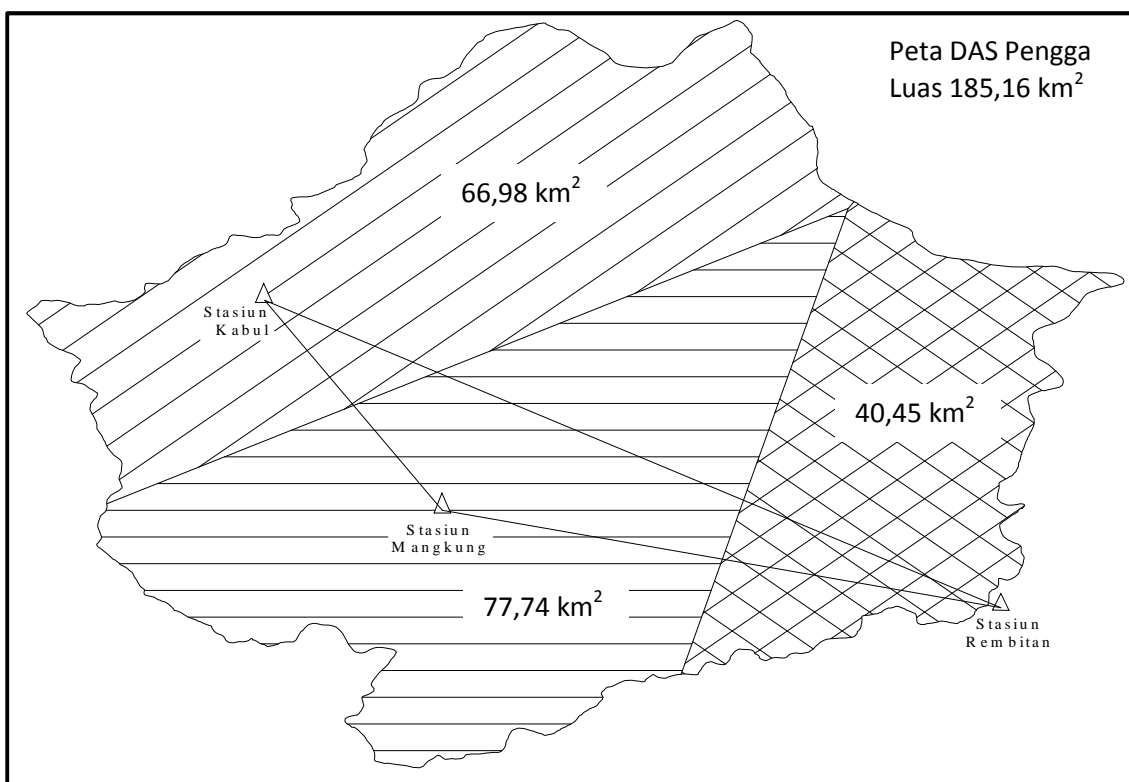 Peta DAS Pengga
Luas 185,16 km²
66,98 km²
Stasiun
Kabul
40,45 km²
Stasiun
Mangkung
77,74 km²
Stasiun
Rembitan